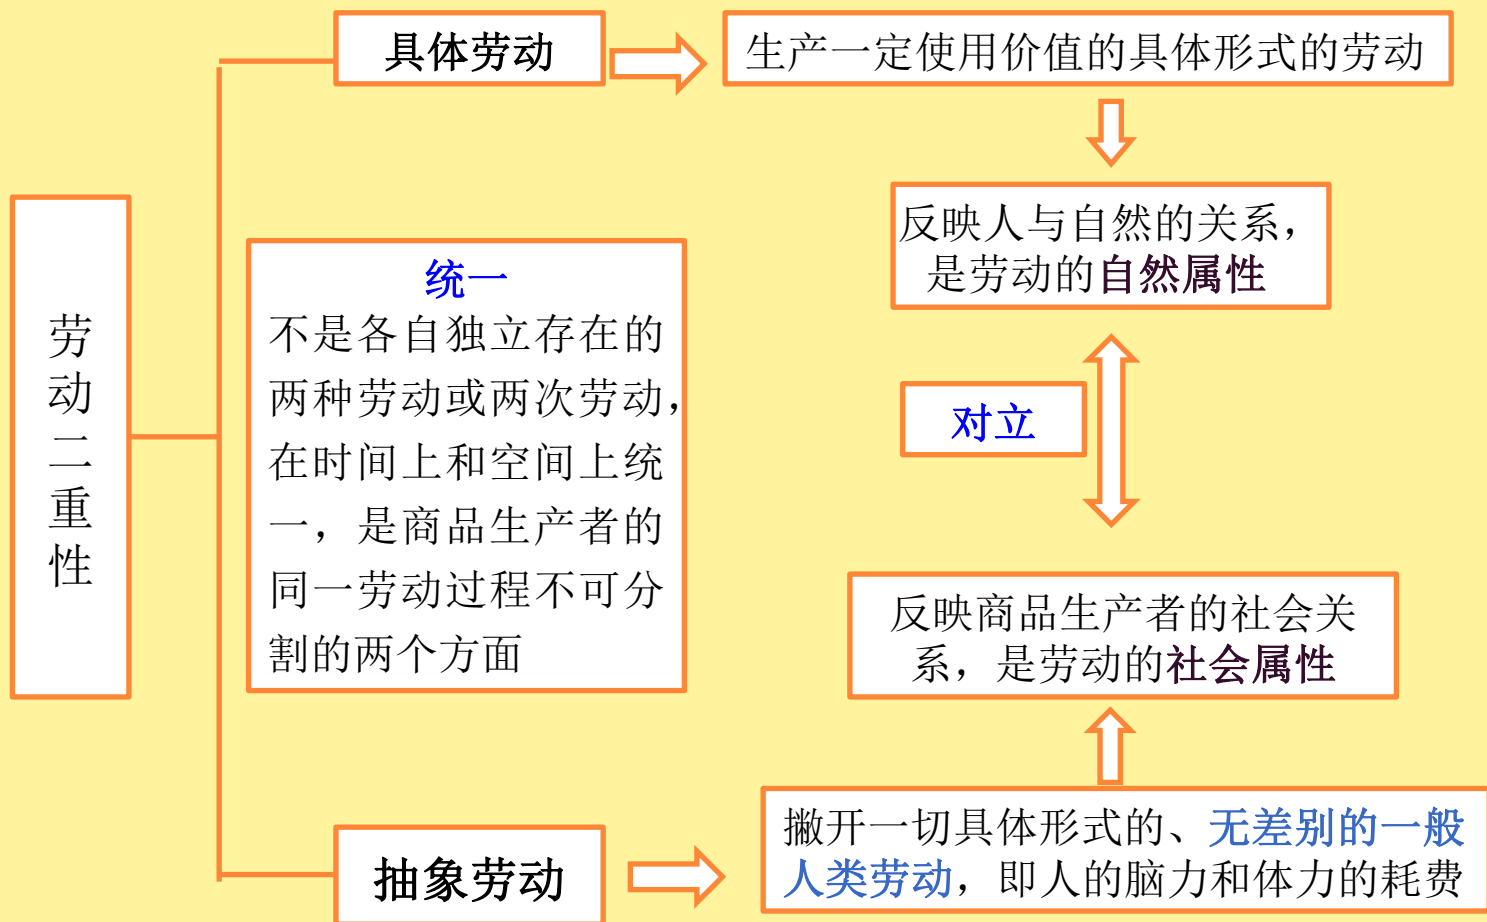 具体劳动
生产一定使用价值的具体形式的劳动
反映人与自然的关系，
是劳动的自然属性
劳动二重性
统一
不是各自独立存在的
两种劳动或两次劳动，
在时间上和空间上统
一，是商品生产者的
同一劳动过程不可分
割的两个方面
对立
反映商品生产者的社会关
系，是劳动的社会属性
抽象劳动
撇开一切具体形式的、无差别的一般
人类劳动，即人的脑力和体力的耗费